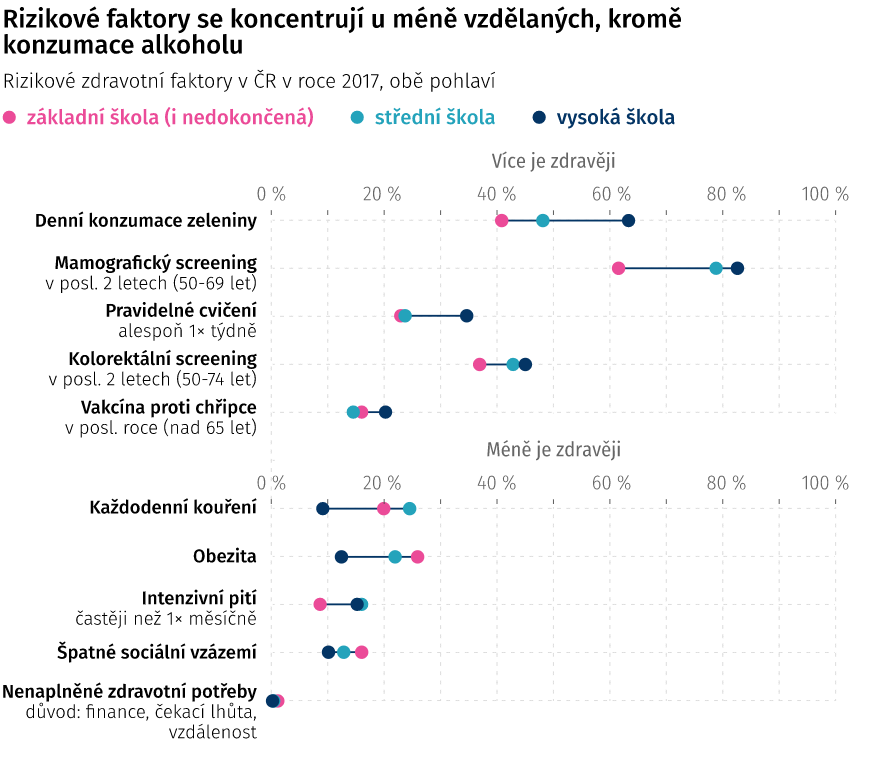 Rizikové faktory se koncentrují u méně vzdělaných, kromě
konzumace alkoholu
Rizikové zdravotní faktory v ČR v roce 2017, obě pohlaví
základní škola (i nedokončená) střední škola vysoká škola
Více je zdravěji
0 % 20 % 40 % 60 % 80 % 100 %
Denní konzumace zeleniny
Mamografický screening
v posl. 2 letech (50-69 let)
Pravidelné cvičení
alespoň 1× týdně
Kolorektální screening
v posl. 2 letech (50-74 let)
Vakcína proti chřipce
v posl. roce (nad 65 let)
Méně je zdravěji
0 % 20 % 40 % 60 % 80 % 100 %
Každodenní kouření
Obezita
Intenzivní pití
častěji než 1× měsíčně
Špatné sociální vzázemí
Nenaplněné zdravotní potřeby
důvod: finance, čekací lhůta,
vzdálenost